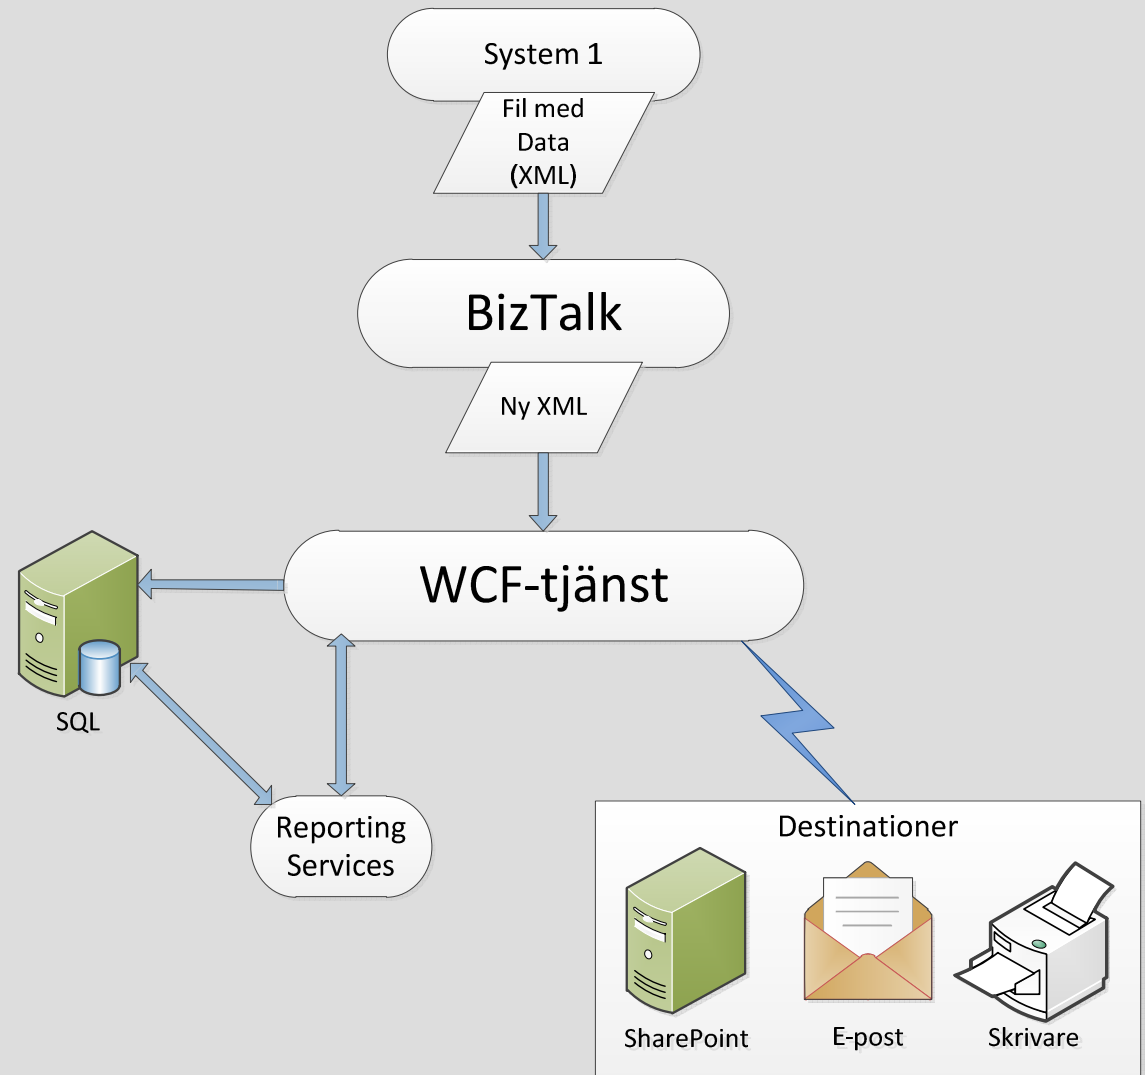 System 1
Fil med
Data
(XML)
BizTalk
Ny XML
WCF-tjänst
SQL
Reporting
Services
Destinationer
SharePoint
E-post
Skrivare